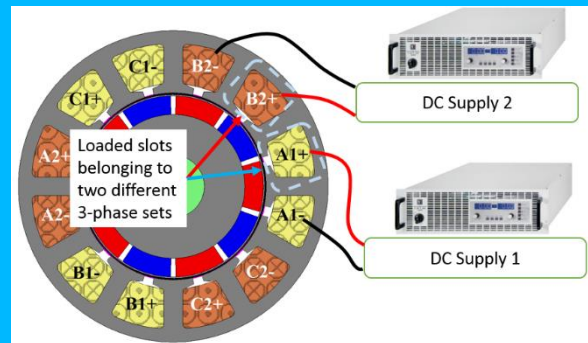 C1-
B2-
C1+
B2+
DC Supply 2
A2+
Loaded slots
belonging to
two different
3-phase sets
A1+
A2-
A1-
B1-
C2-
DC Supply 1
B1+
C2+